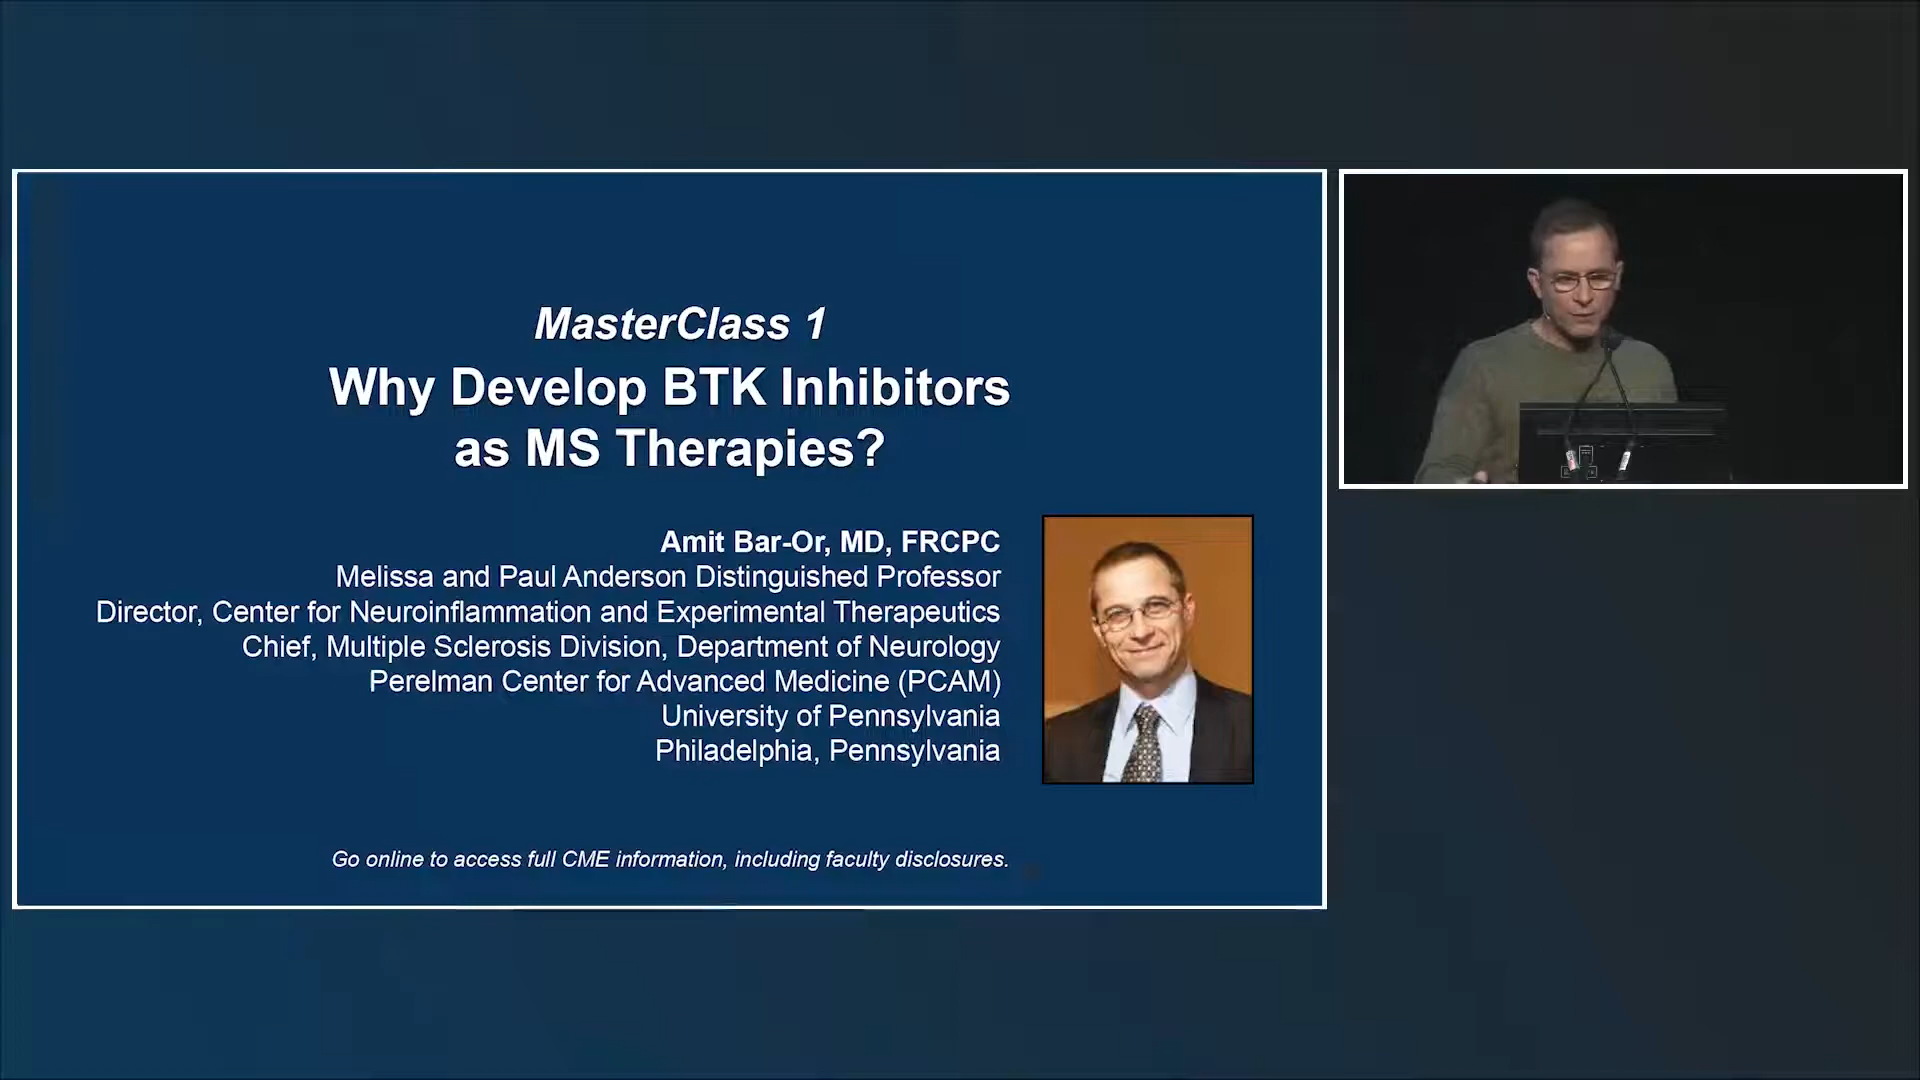 MasterClass 1
Why Develop BTK Inhibitors
as MS Therapies?
Amit Bar-Or, MD, FRCPC
Melissa and Paul Anderson Distinguished Professor
Director, Center for Neuroinflammation and Experimental Therapeutics
Chief, Multiple Sclerosis Division, Department of Neurology
Perelman Center for Advanced Medicine (PCAM)
University of Pennsylvania
Philadelphia, Pennsylvania
Go online to access full CME information, including faculty disclosures.